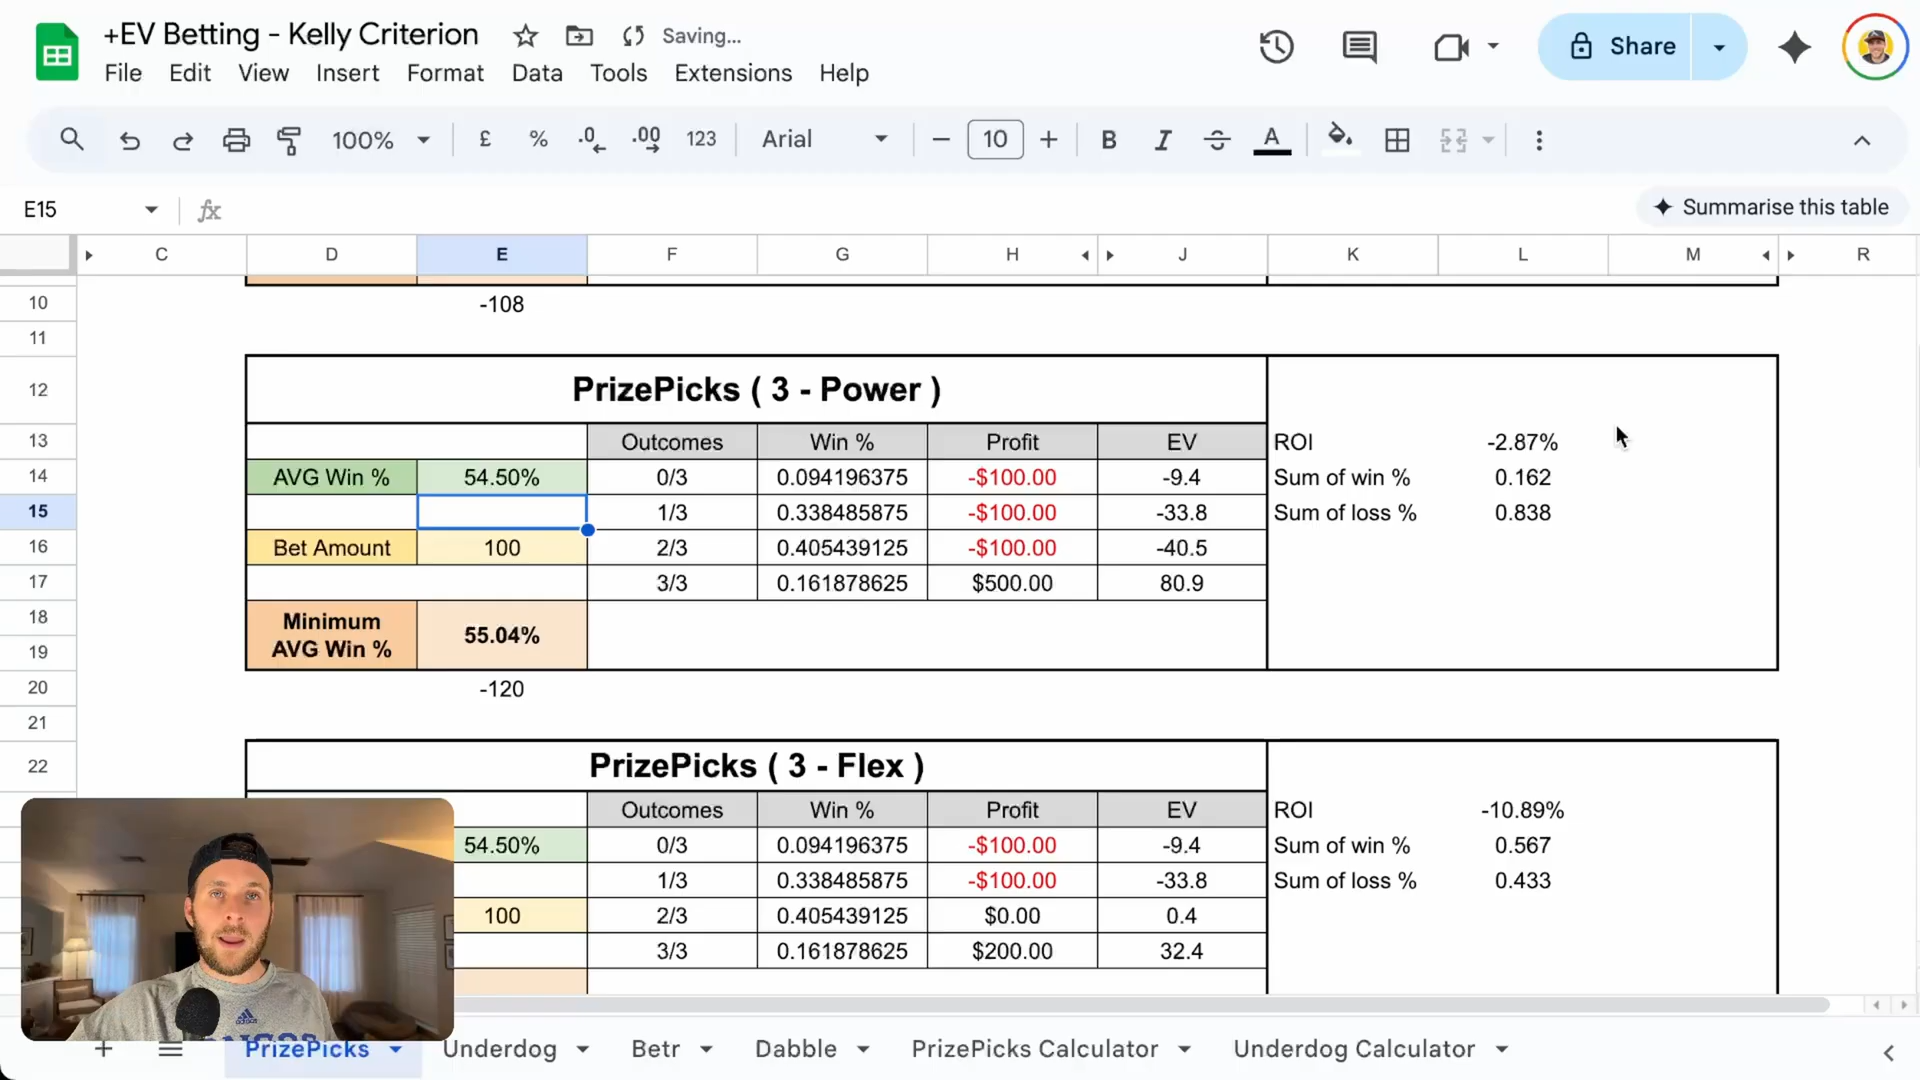 +EV Betting - Kelly Criterion Saving...
File Edit View Insert Format Data Tools Extensions Help
Share
100% £ % .0 .00 123 Arial 10 B I A
E15 fx Summarise this table
C D E F G H J K L M R
10 -108
11
12 PrizePicks ( 3 - Power )
13 Outcomes Win % Profit EV ROI -2.87%
14 AVG Win % 54.50% 0/3 0.094196375 -$100.00 -9.4 Sum of win % 0.162
15 1/3 0.338485875 -$100.00 -33.8 Sum of loss % 0.838
16 Bet Amount 100 2/3 0.405439125 -$100.00 -40.5
17 3/3 0.161878625 $500.00 80.9
18 Minimum
19 AVG Win % 55.04%
20 -120
21
22 PrizePicks ( 3 - Flex )
Outcomes Win % Profit EV ROI -10.89%
54.50% 0/3 0.094196375 -$100.00 -9.4 Sum of win % 0.567
1/3 0.338485875 -$100.00 -33.8 Sum of loss % 0.433
100 2/3 0.405439125 $0.00 0.4
3/3 0.161878625 $200.00 32.4
PrizePicks Underdog Betr Dabble PrizePicks Calculator Underdog Calculator